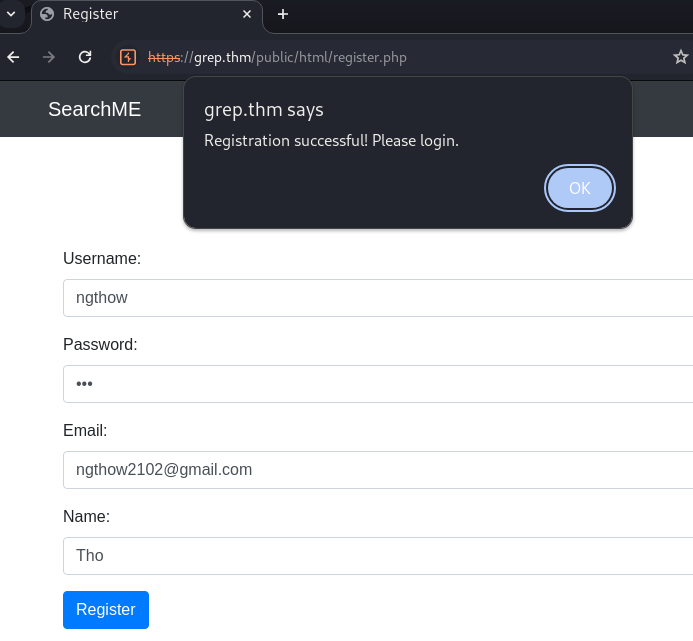 Register
https://grep.thm/public/html/register.php
SearchME
grep.thm says
Registration successful! Please login.
OK
Username:
ngthow
Password:
•••
Email:
ngthow2102@gmail.com
Name:
Tho
Register